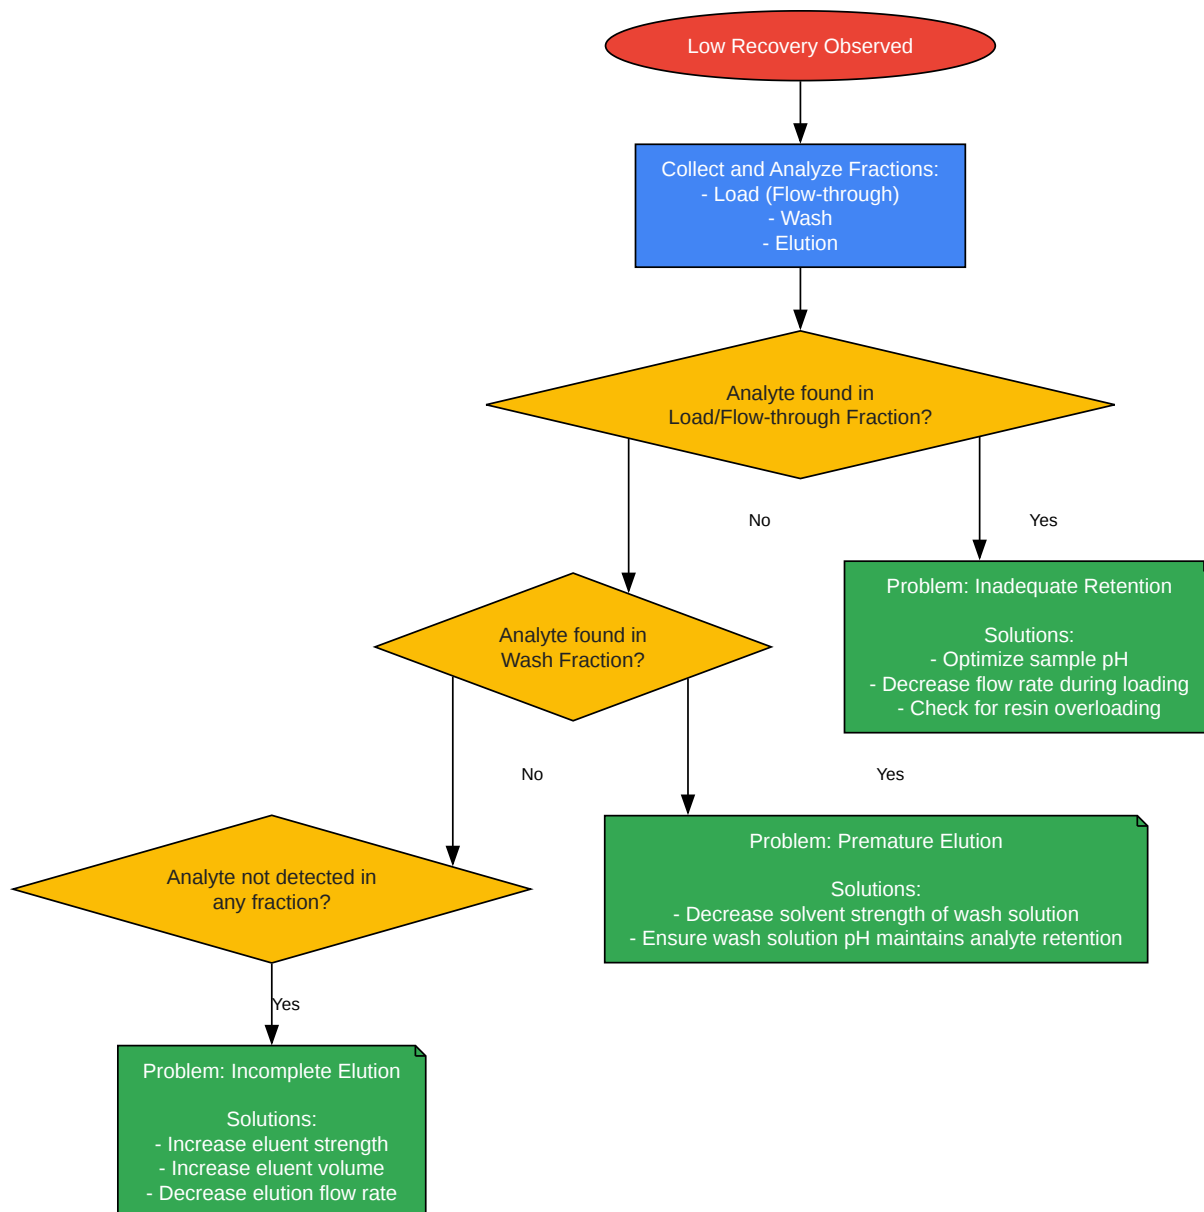 Low Recovery Observed
Collect and Analyze Fractions:
- Load (Flow-through)
- Wash
- Elution
Analyte found in
Load/Flow-through Fraction?
No
Yes
Problem: Inadequate Retention
Solutions:
- Optimize sample pH
- Decrease flow rate during loading
- Check for resin overloading
Analyte found in
Wash Fraction?
No
Yes
Problem: Premature Elution
Solutions:
- Decrease solvent strength of wash solution
- Ensure wash solution pH maintains analyte retention
Analyte not detected in
any fraction?
Yes
Problem: Incomplete Elution
Solutions:
- Increase eluent strength
- Increase eluent volume
- Decrease elution flow rate